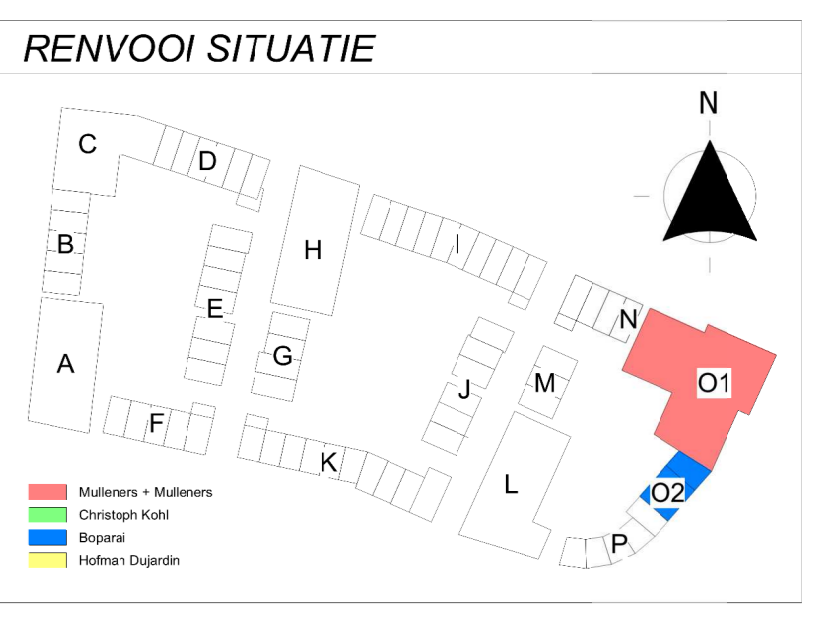 RENVOOI SITUATIE
N
C
D
B
H
I
E
N
A
G
O1
J
M
F
K
L
O2
P
Mulleners + Mulleners
Christoph Kohl
Boparai
Hofman Dujardin